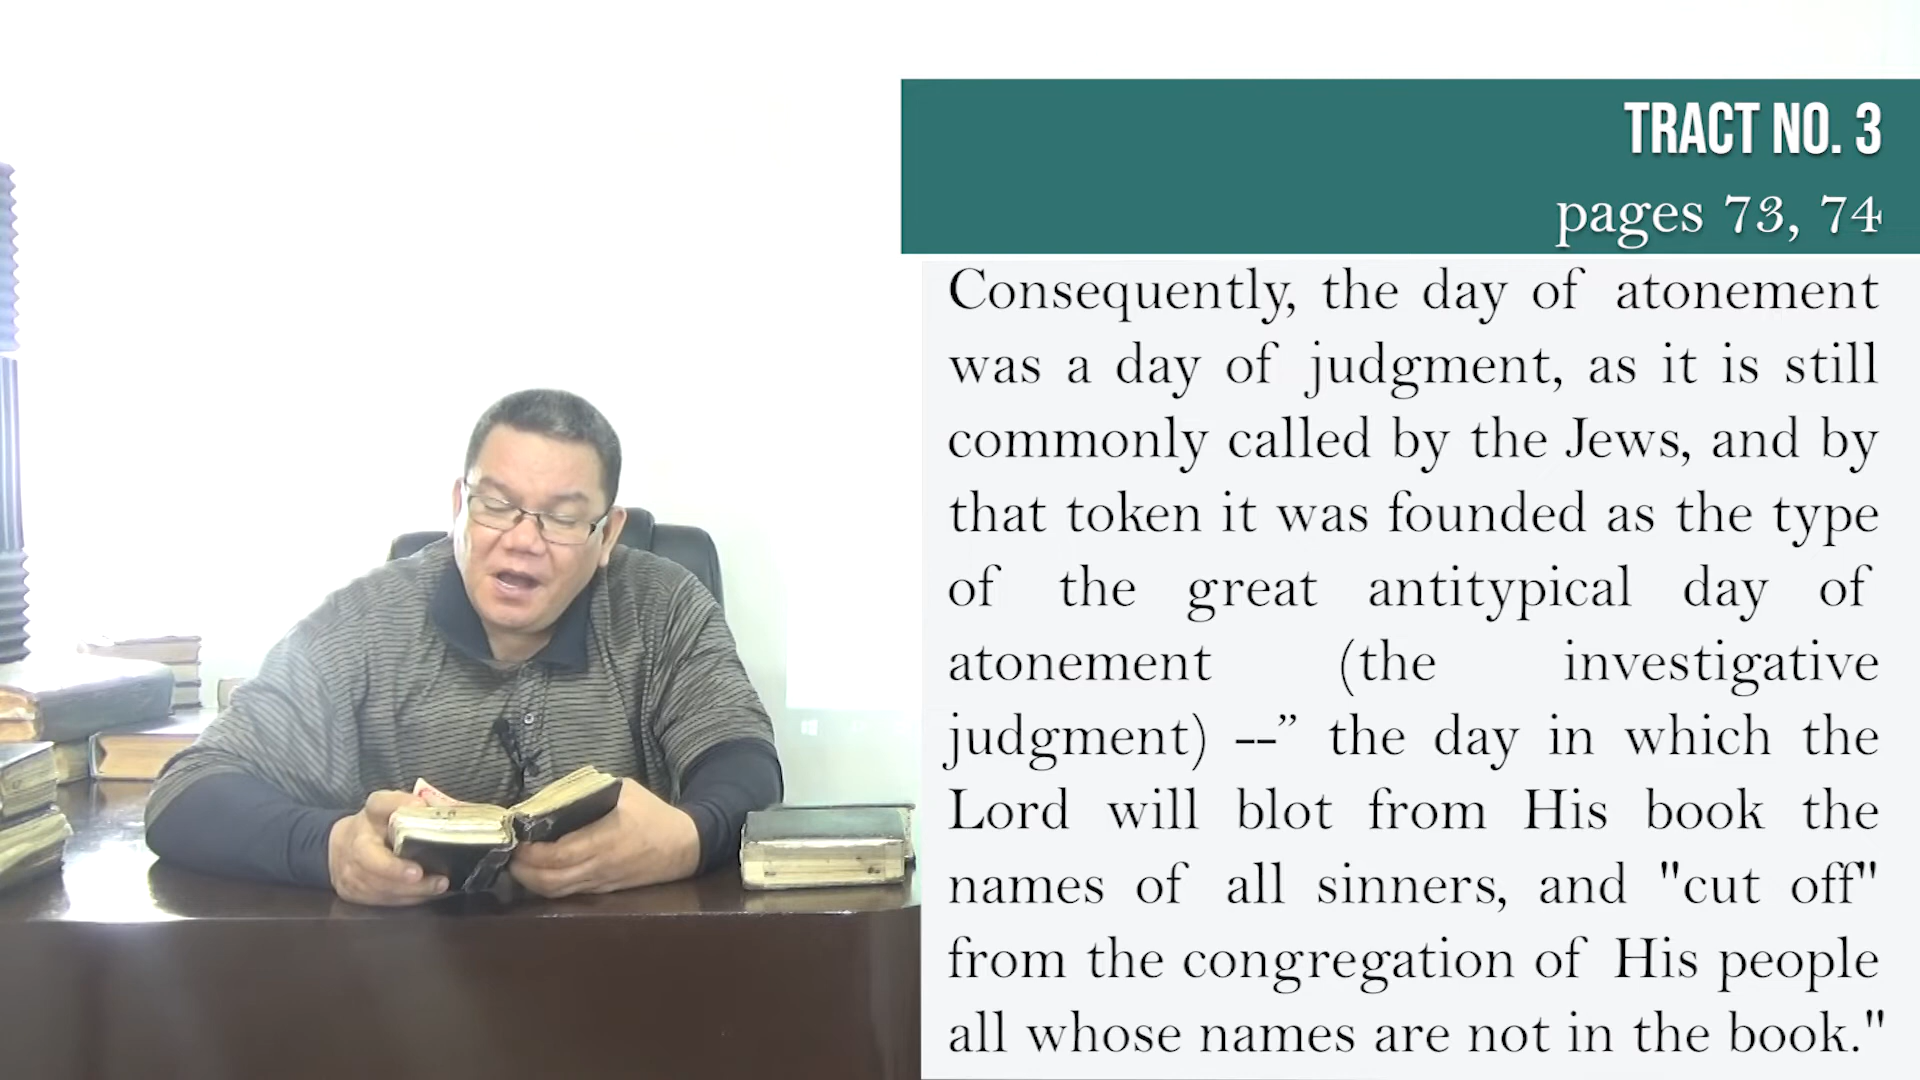 TRACT NO. 3
pages 73, 74
Consequently, the day of atonement
was a day of judgment, as it is still
commonly called by the Jews, and by
that token it was founded as the type
of the great antitypical day of
atonement (the investigative
judgment) --” the day in which the
Lord will blot from His book the
names of all sinners, and "cut off"
from the congregation of His people
all whose names are not in the book."